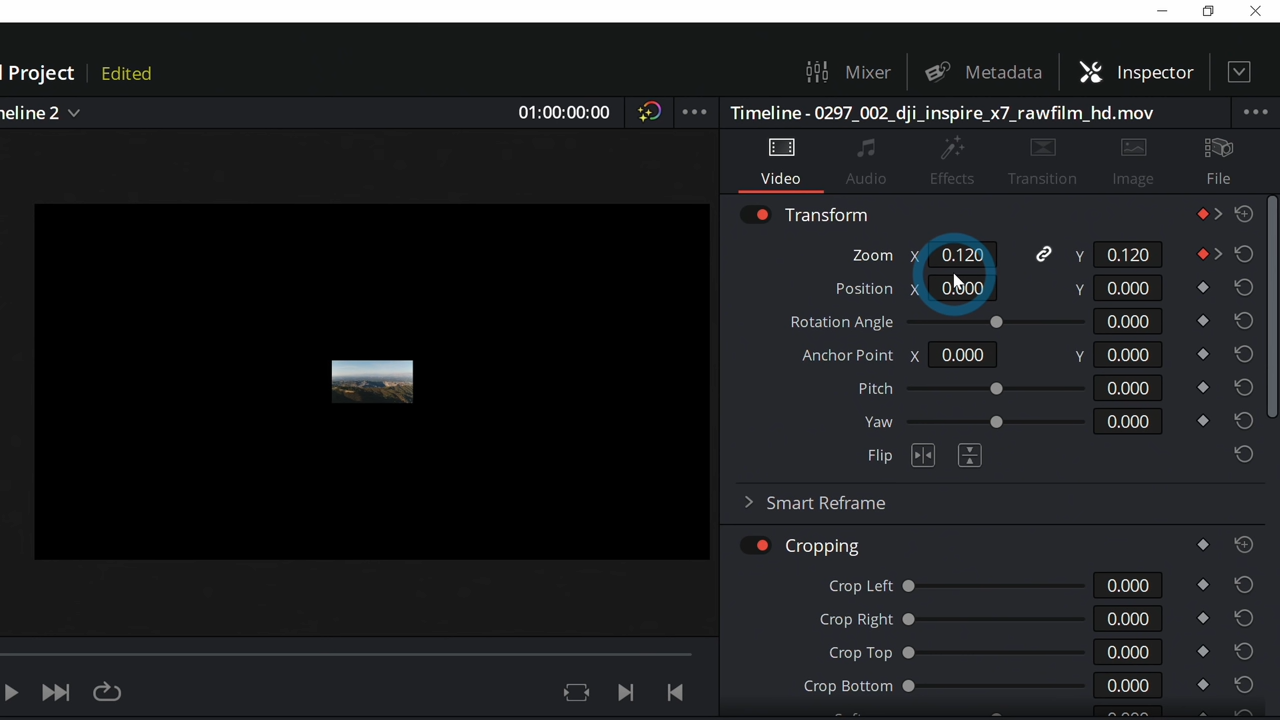 l Project Edited Mixer Metadata Inspector
neline 2 01:00:00:00 Timeline - 0297_002_dji_inspire_x7_rawfilm_hd.mov
Video Audio Effects Transition Image File
Transform
Zoom X 0.120 Y 0.120
Position X 0.000 Y 0.000
Rotation Angle 0.000
Anchor Point X 0.000 Y 0.000
Pitch 0.000
Yaw 0.000
Flip
Smart Reframe
Cropping
Crop Left 0.000
Crop Right 0.000
Crop Top 0.000
Crop Bottom 0.000